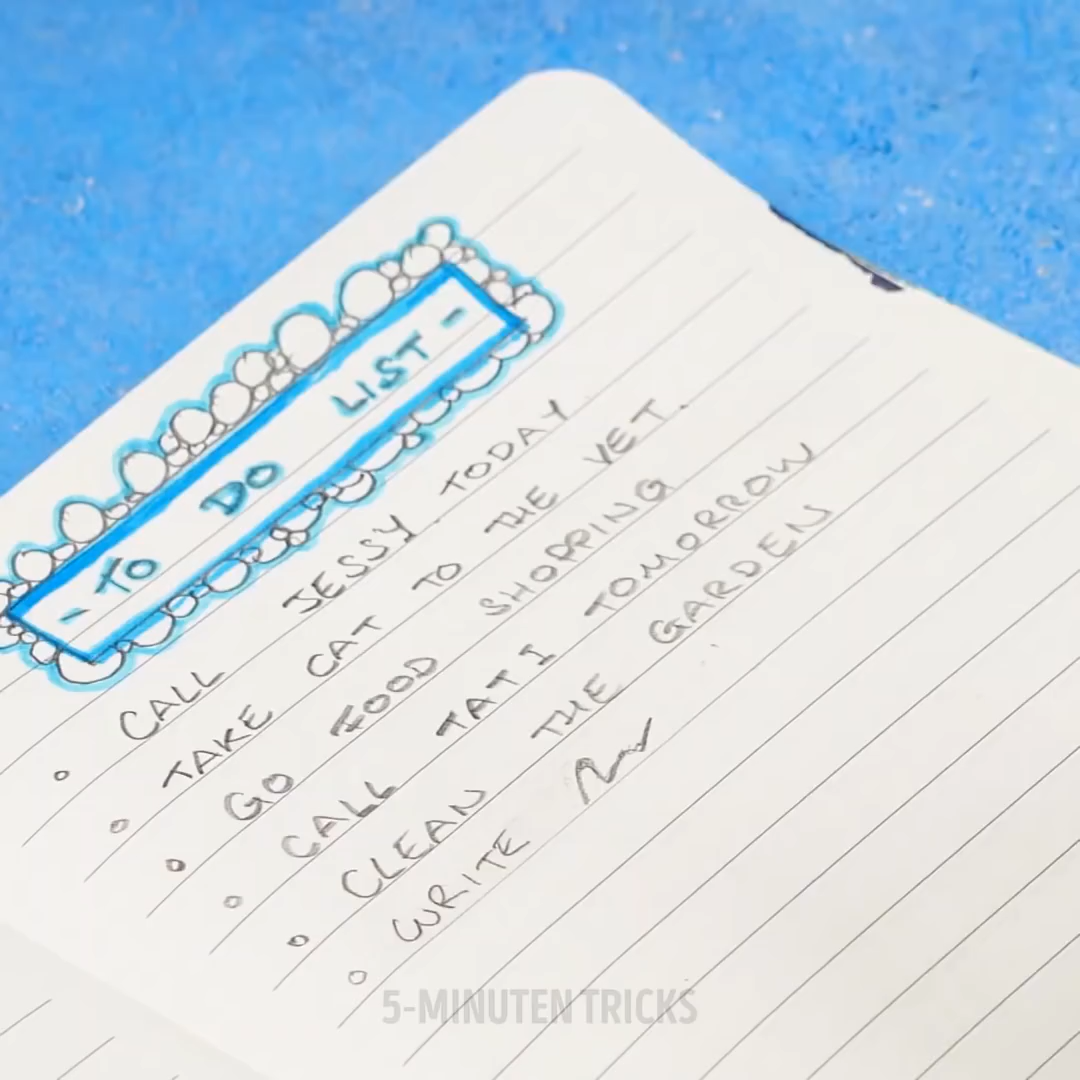 - TO DO LIST -
CALL JESSY TODAY
TAKE CAT TO THE VET.
GO FOOD SHOPPING
CALL TATI TOMORROW
CLEAN THE GARDEN
WRITE
5-MINUTEN TRICKS